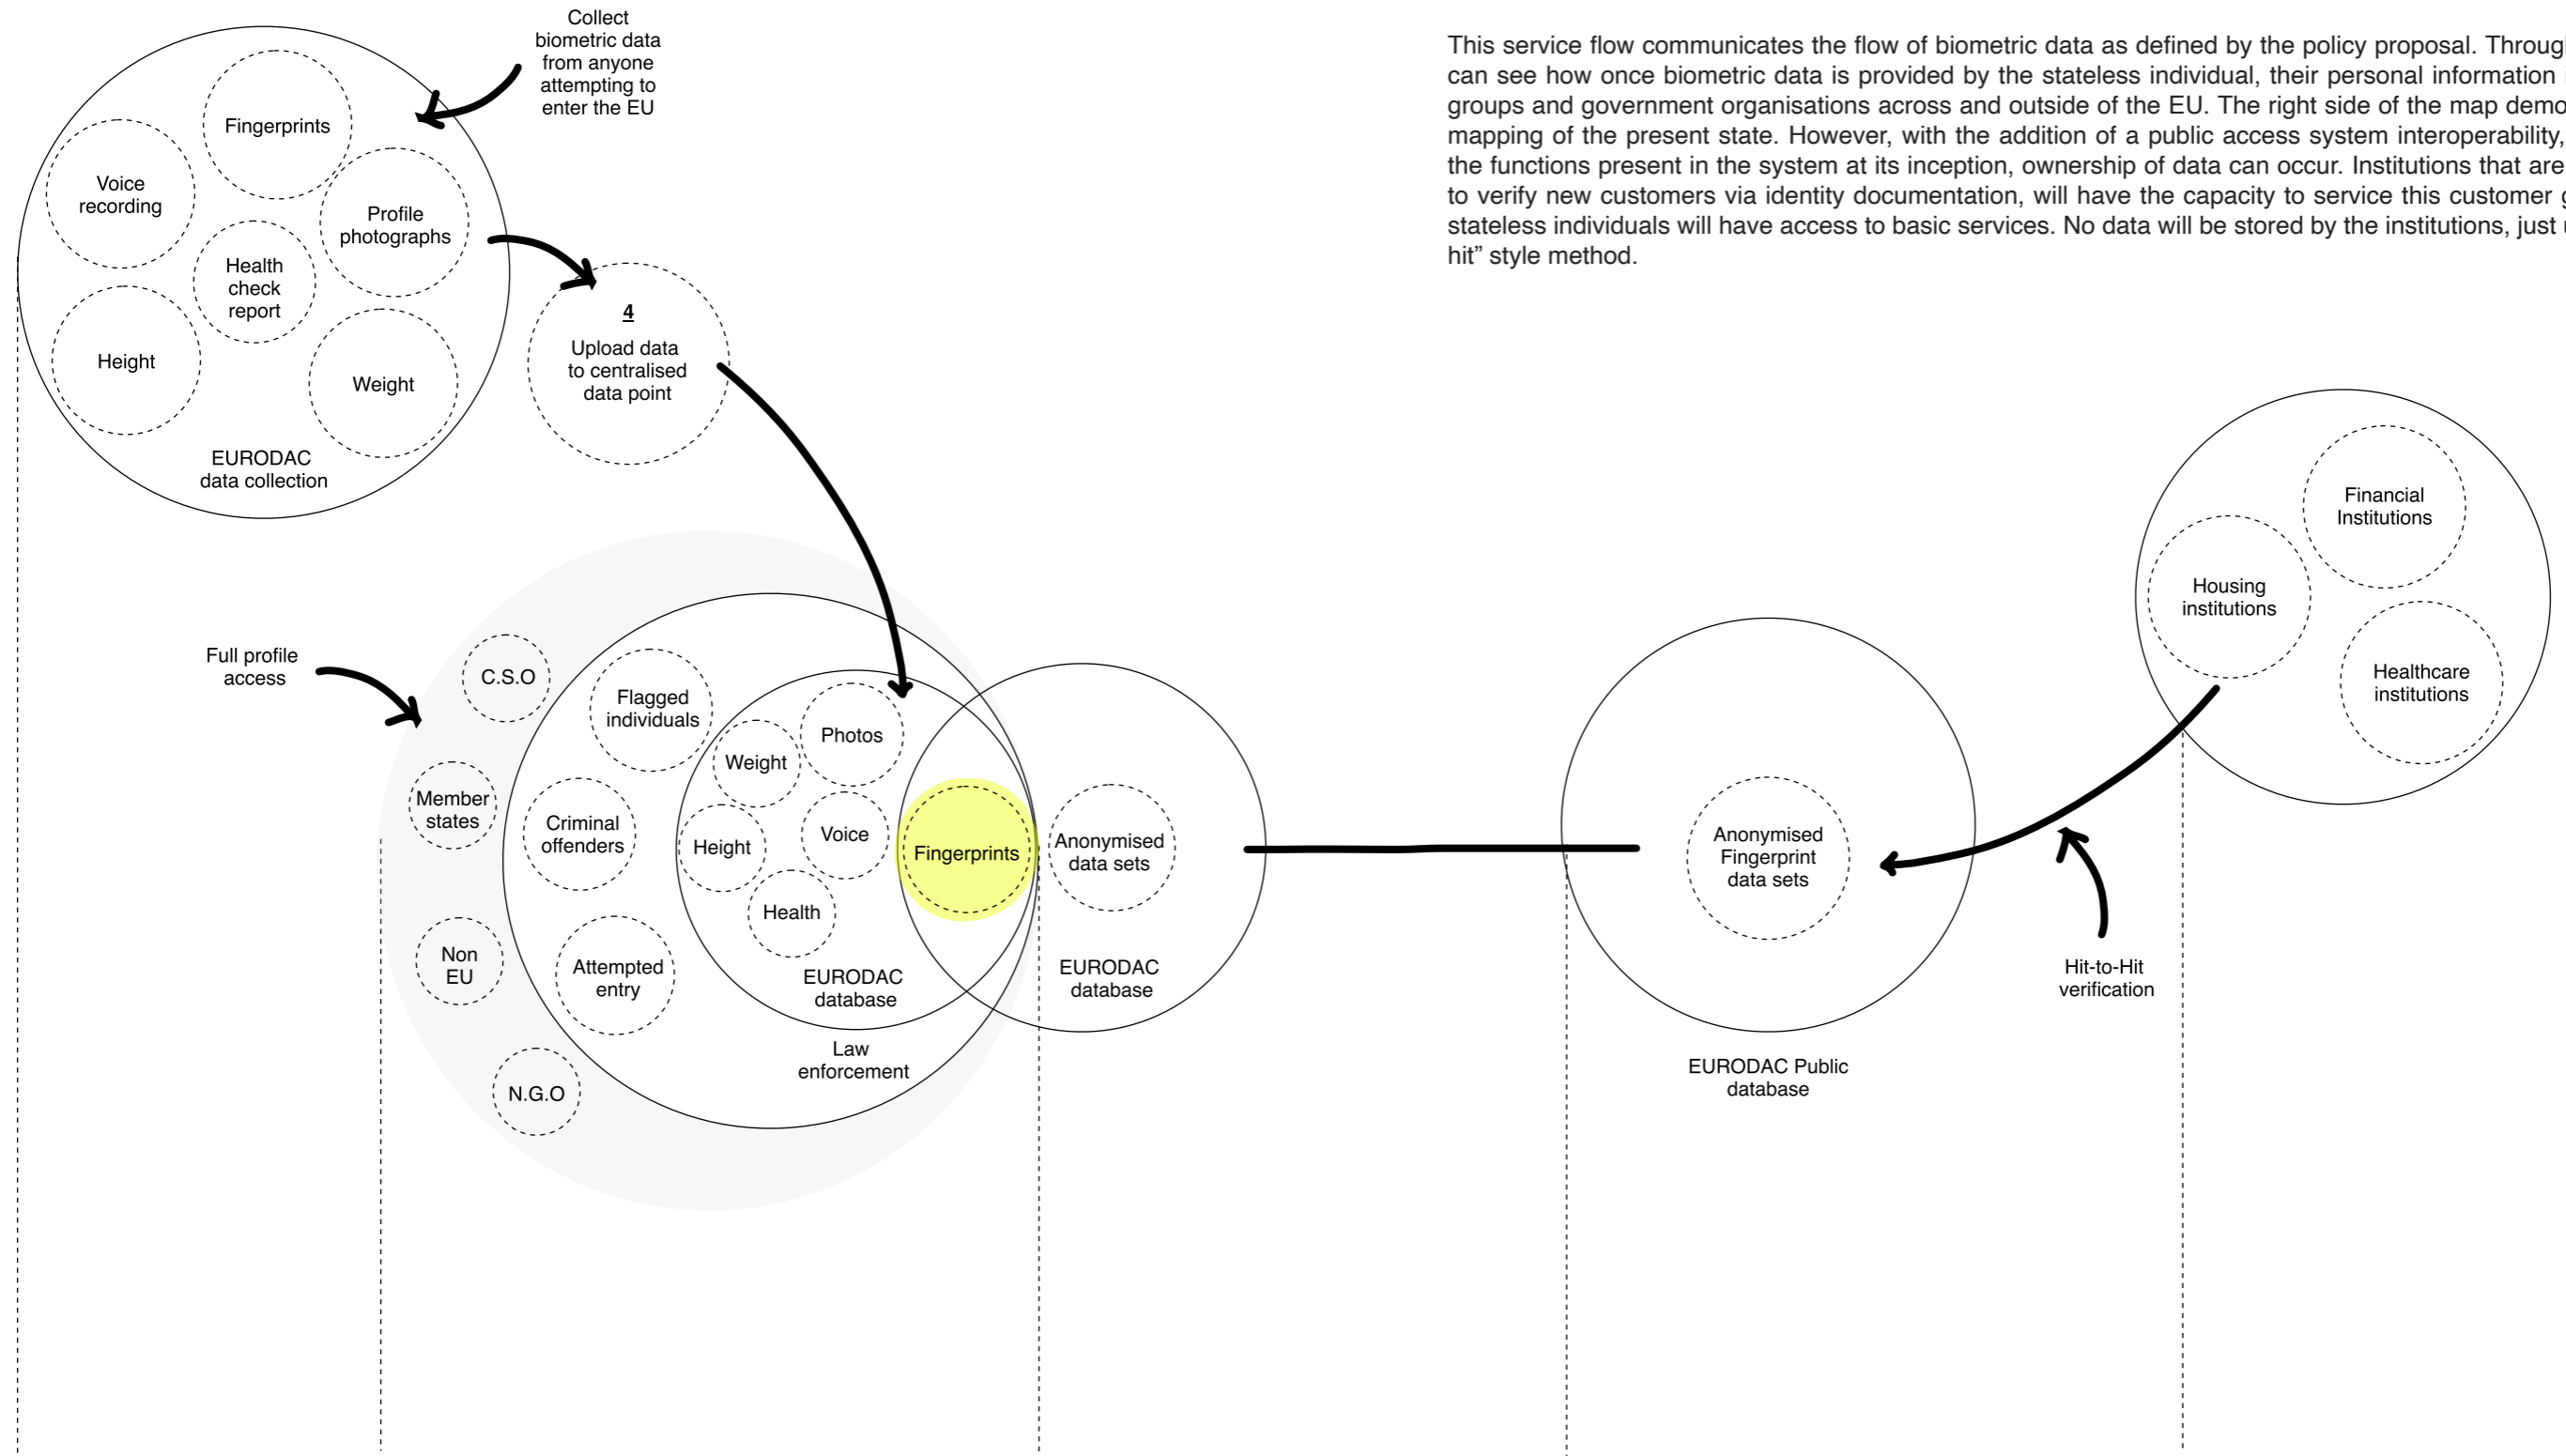 Collect
biometric data
from anyone
attempting to
enter the EU
Fingerprints
Voice
recording
Profile
photographs
Health
check
report
Height
Weight
EURODAC
data collection
4
Upload data
to centralised
data point
This service flow communicates the flow of biometric data as defined by the policy proposal. Through
can see how once biometric data is provided by the stateless individual, their personal information
groups and government organisations across and outside of the EU. The right side of the map demo
mapping of the present state. However, with the addition of a public access system interoperability,
the functions present in the system at its inception, ownership of data can occur. Institutions that are
to verify new customers via identity documentation, will have the capacity to service this customer g
stateless individuals will have access to basic services. No data will be stored by the institutions, just
hit” style method.
Full profile
access
C.S.O
Member
states
Non
EU
N.G.O
Flagged
individuals
Criminal
offenders
Attempted
entry
Weight
Photos
Height
Voice
Health
Fingerprints
EURODAC
database
Law
enforcement
Anonymised
data sets
EURODAC
database
Anonymised
Fingerprint
data sets
EURODAC Public
database
Hit-to-Hit
verification
Financial
Institutions
Housing
institutions
Healthcare
institutions